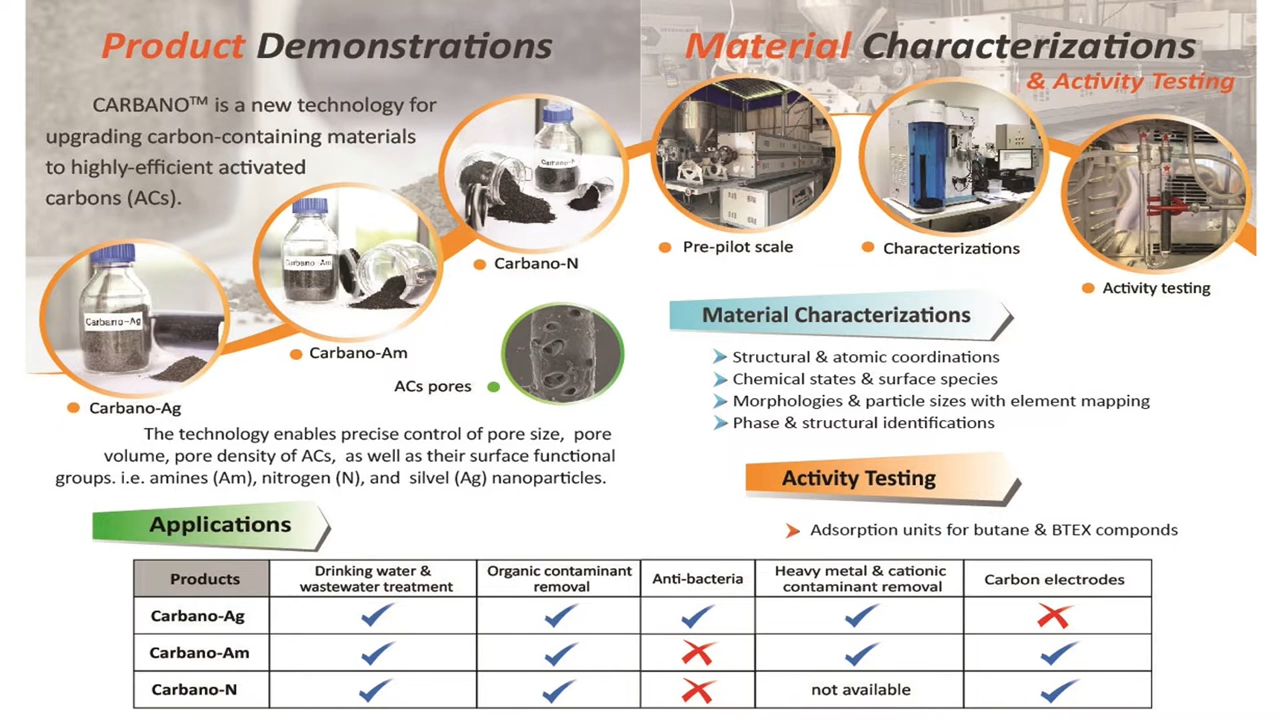 Product Demonstrations
CARBANO™ is a new technology for
upgrading carbon-containing materials
to highly-efficient activated
carbons (ACs).
Carbano-Ag
Carbano-Am
Carbano-N
Carbano-N
Carbano-Am
ACs pores
Carbano-Ag
The technology enables precise control of pore size, pore
volume, pore density of ACs, as well as their surface functional
groups. i.e. amines (Am), nitrogen (N), and silvel (Ag) nanoparticles.
Material Characterizations
& Activity Testing
Pre-pilot scale
Characterizations
Activity testing
Material Characterizations
Structural & atomic coordinations
Chemical states & surface species
Morphologies & particle sizes with element mapping
Phase & structural identifications
Activity Testing
Adsorption units for butane & BTEX componds
Applications
Products Drinking water & wastewater treatment Organic contaminant removal Anti-bacteria Heavy metal & cationic contaminant removal Carbon electrodes
Carbano-Ag ✓ ✓ ✓ ✓ ✗
Carbano-Am ✓ ✓ ✗ ✓ ✓
Carbano-N ✓ ✓ ✗ not available ✓